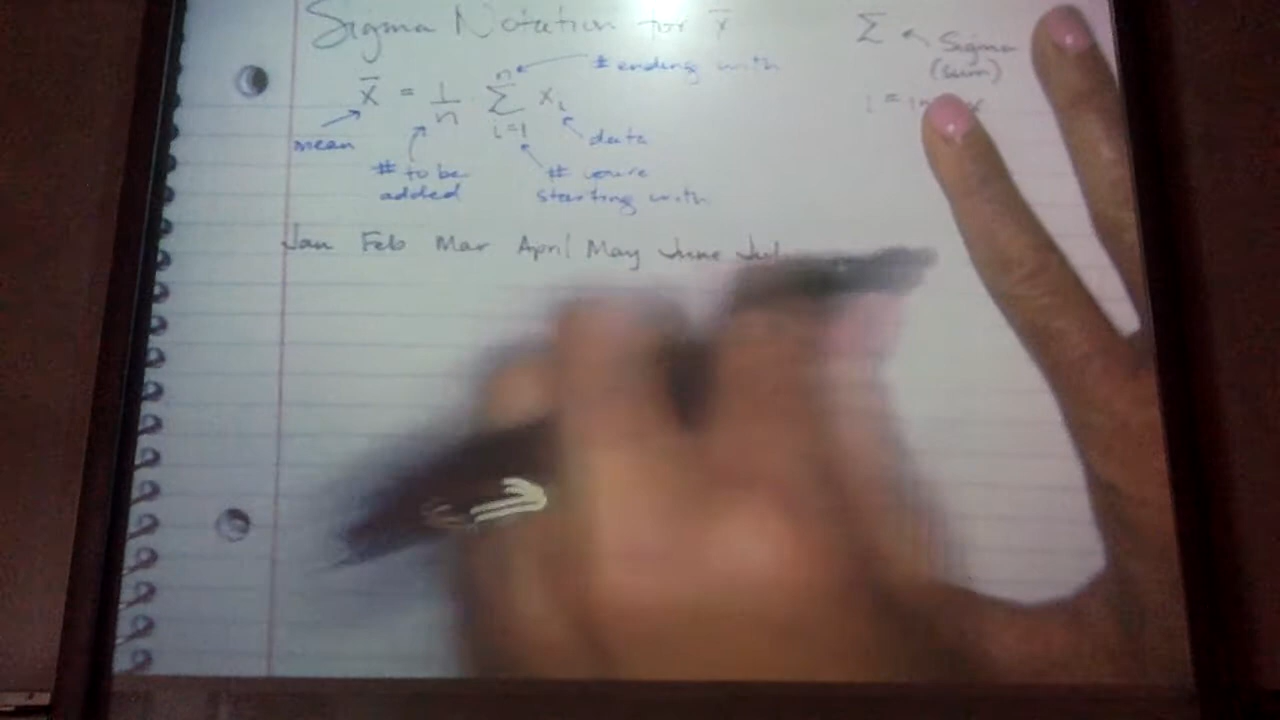 Sigma Notation for x̄
Σ Sigma
(sum)
# ending with
x̄ = 1/n · n Σ i=1 xᵢ
mean
data
# to be
added
# you're
starting with
Jan Feb Mar April May June